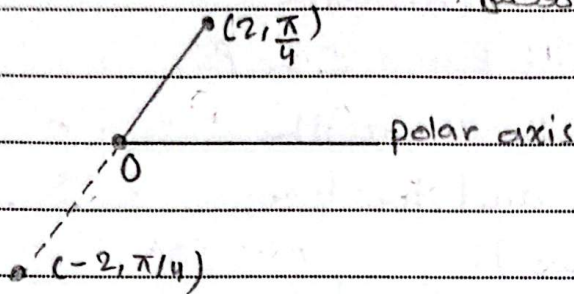 (2, π/4)
polar axis
O
(-2, π/4)